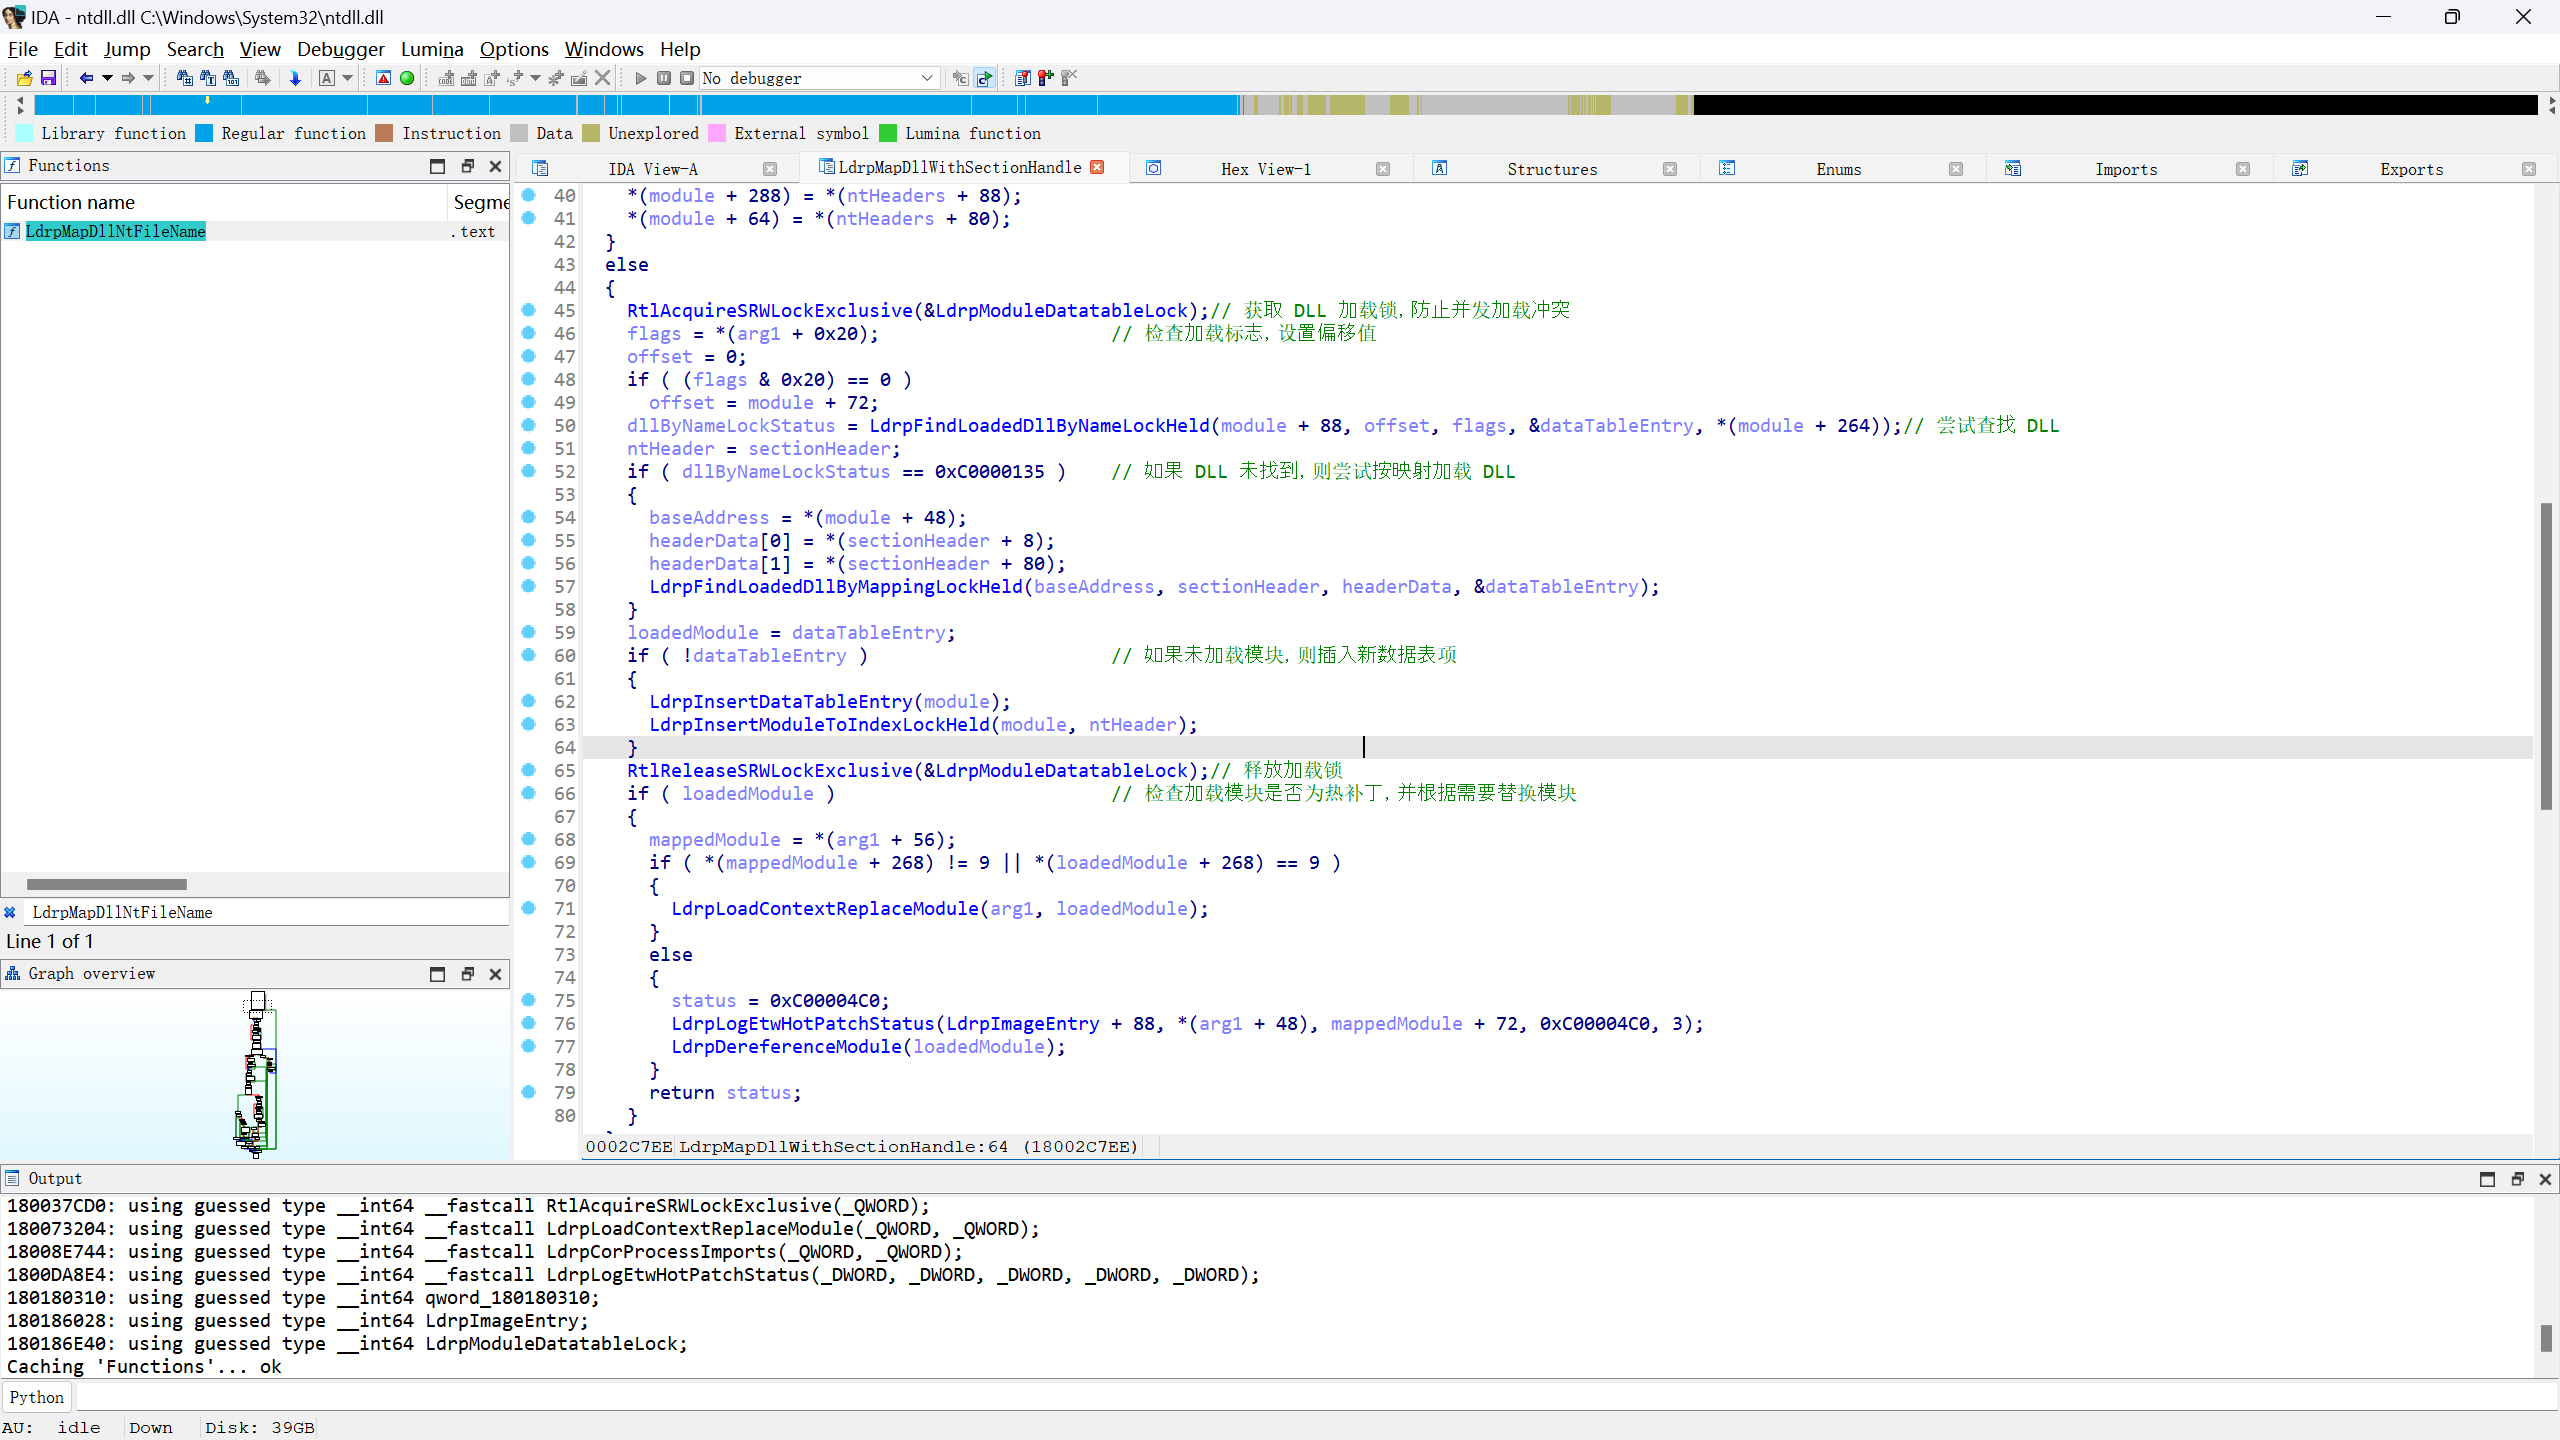 IDA - ntdll.dll C:\Windows\System32\ntdll.dll
File Edit Jump Search View Debugger Lumina Options Windows Help
No debugger
Library function Regular function Instruction Data Unexplored External symbol Lumina function
Functions
Function name Segme
LdrpMapDllNtFileName .text
LdrpMapDllNtFileName
Line 1 of 1
Graph overview
IDA View-A LdrpMapDllWithSectionHandle Hex View-1 Structures Enums Imports Exports
40 *(module + 288) = *(ntHeaders + 88);
41 *(module + 64) = *(ntHeaders + 80);
42 }
43 else
44 {
45 RtlAcquireSRWLockExclusive(&LdrpModuleDatatableLock);// 获取 DLL 加载锁,防止并发加载冲突
46 flags = *(arg1 + 0x20); // 检查加载标志,设置偏移值
47 offset = 0;
48 if ( (flags & 0x20) == 0 )
49 offset = module + 72;
50 dllByNameLockStatus = LdrpFindLoadedDllByNameLockHeld(module + 88, offset, flags, &dataTableEntry, *(module + 264));// 尝试查找 DLL
51 ntHeader = sectionHeader;
52 if ( dllByNameLockStatus == 0xC0000135 ) // 如果 DLL 未找到,则尝试按映射加载 DLL
53 {
54 baseAddress = *(module + 48);
55 headerData[0] = *(sectionHeader + 8);
56 headerData[1] = *(sectionHeader + 80);
57 LdrpFindLoadedDllByMappingLockHeld(baseAddress, sectionHeader, headerData, &dataTableEntry);
58 }
59 loadedModule = dataTableEntry;
60 if ( !dataTableEntry ) // 如果未加载模块,则插入新数据表项
61 {
62 LdrpInsertDataTableEntry(module);
63 LdrpInsertModuleToIndexLockHeld(module, ntHeader);
64 }
65 RtlReleaseSRWLockExclusive(&LdrpModuleDatatableLock);// 释放加载锁
66 if ( loadedModule ) // 检查加载模块是否为热补丁,并根据需要替换模块
67 {
68 mappedModule = *(arg1 + 56);
69 if ( *(mappedModule + 268) != 9 || *(loadedModule + 268) == 9 )
70 {
71 LdrpLoadContextReplaceModule(arg1, loadedModule);
72 }
73 else
74 {
75 status = 0xC00004C0;
76 LdrpLogEtwHotPatchStatus(LdrpImageEntry + 88, *(arg1 + 48), mappedModule + 72, 0xC00004C0, 3);
77 LdrpDereferenceModule(loadedModule);
78 }
79 return status;
80 }
0002C7EE LdrpMapDllWithSectionHandle:64 (18002C7EE)
Output
180037CD0: using guessed type __int64 __fastcall RtlAcquireSRWLockExclusive(_QWORD);
180073204: using guessed type __int64 __fastcall LdrpLoadContextReplaceModule(_QWORD, _QWORD);
18008E744: using guessed type __int64 __fastcall LdrpCorProcessImports(_QWORD, _QWORD);
1800DA8E4: using guessed type __int64 __fastcall LdrpLogEtwHotPatchStatus(_DWORD, _DWORD, _DWORD, _DWORD, _DWORD);
180180310: using guessed type __int64 qword_180180310;
180186028: using guessed type __int64 LdrpImageEntry;
180186E40: using guessed type __int64 LdrpModuleDatatableLock;
Caching 'Functions'... ok
Python
AU: idle Down Disk: 39GB